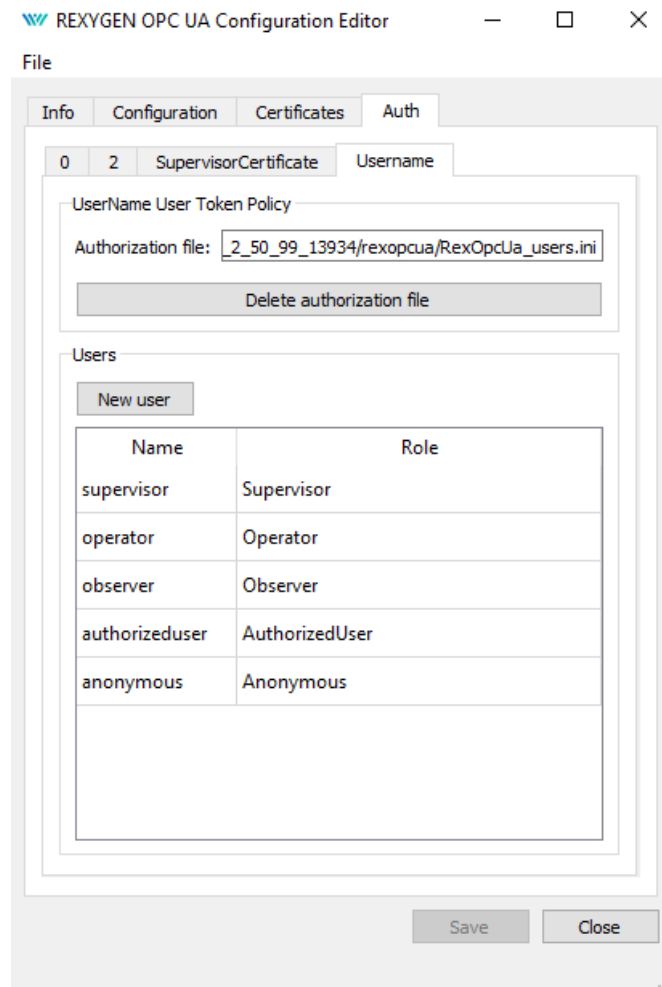 REXYGEN OPC UA Configuration Editor
File
Info Configuration Certificates Auth
0 2 SupervisorCertificate Username
UserName User Token Policy
Authorization file: _2_50_99_13934/rexopcua/RexOpcUa_users.ini
Delete authorization file
Users
New user
Name Role
supervisor Supervisor
operator Operator
observer Observer
authorizeduser AuthorizedUser
anonymous Anonymous
Save Close